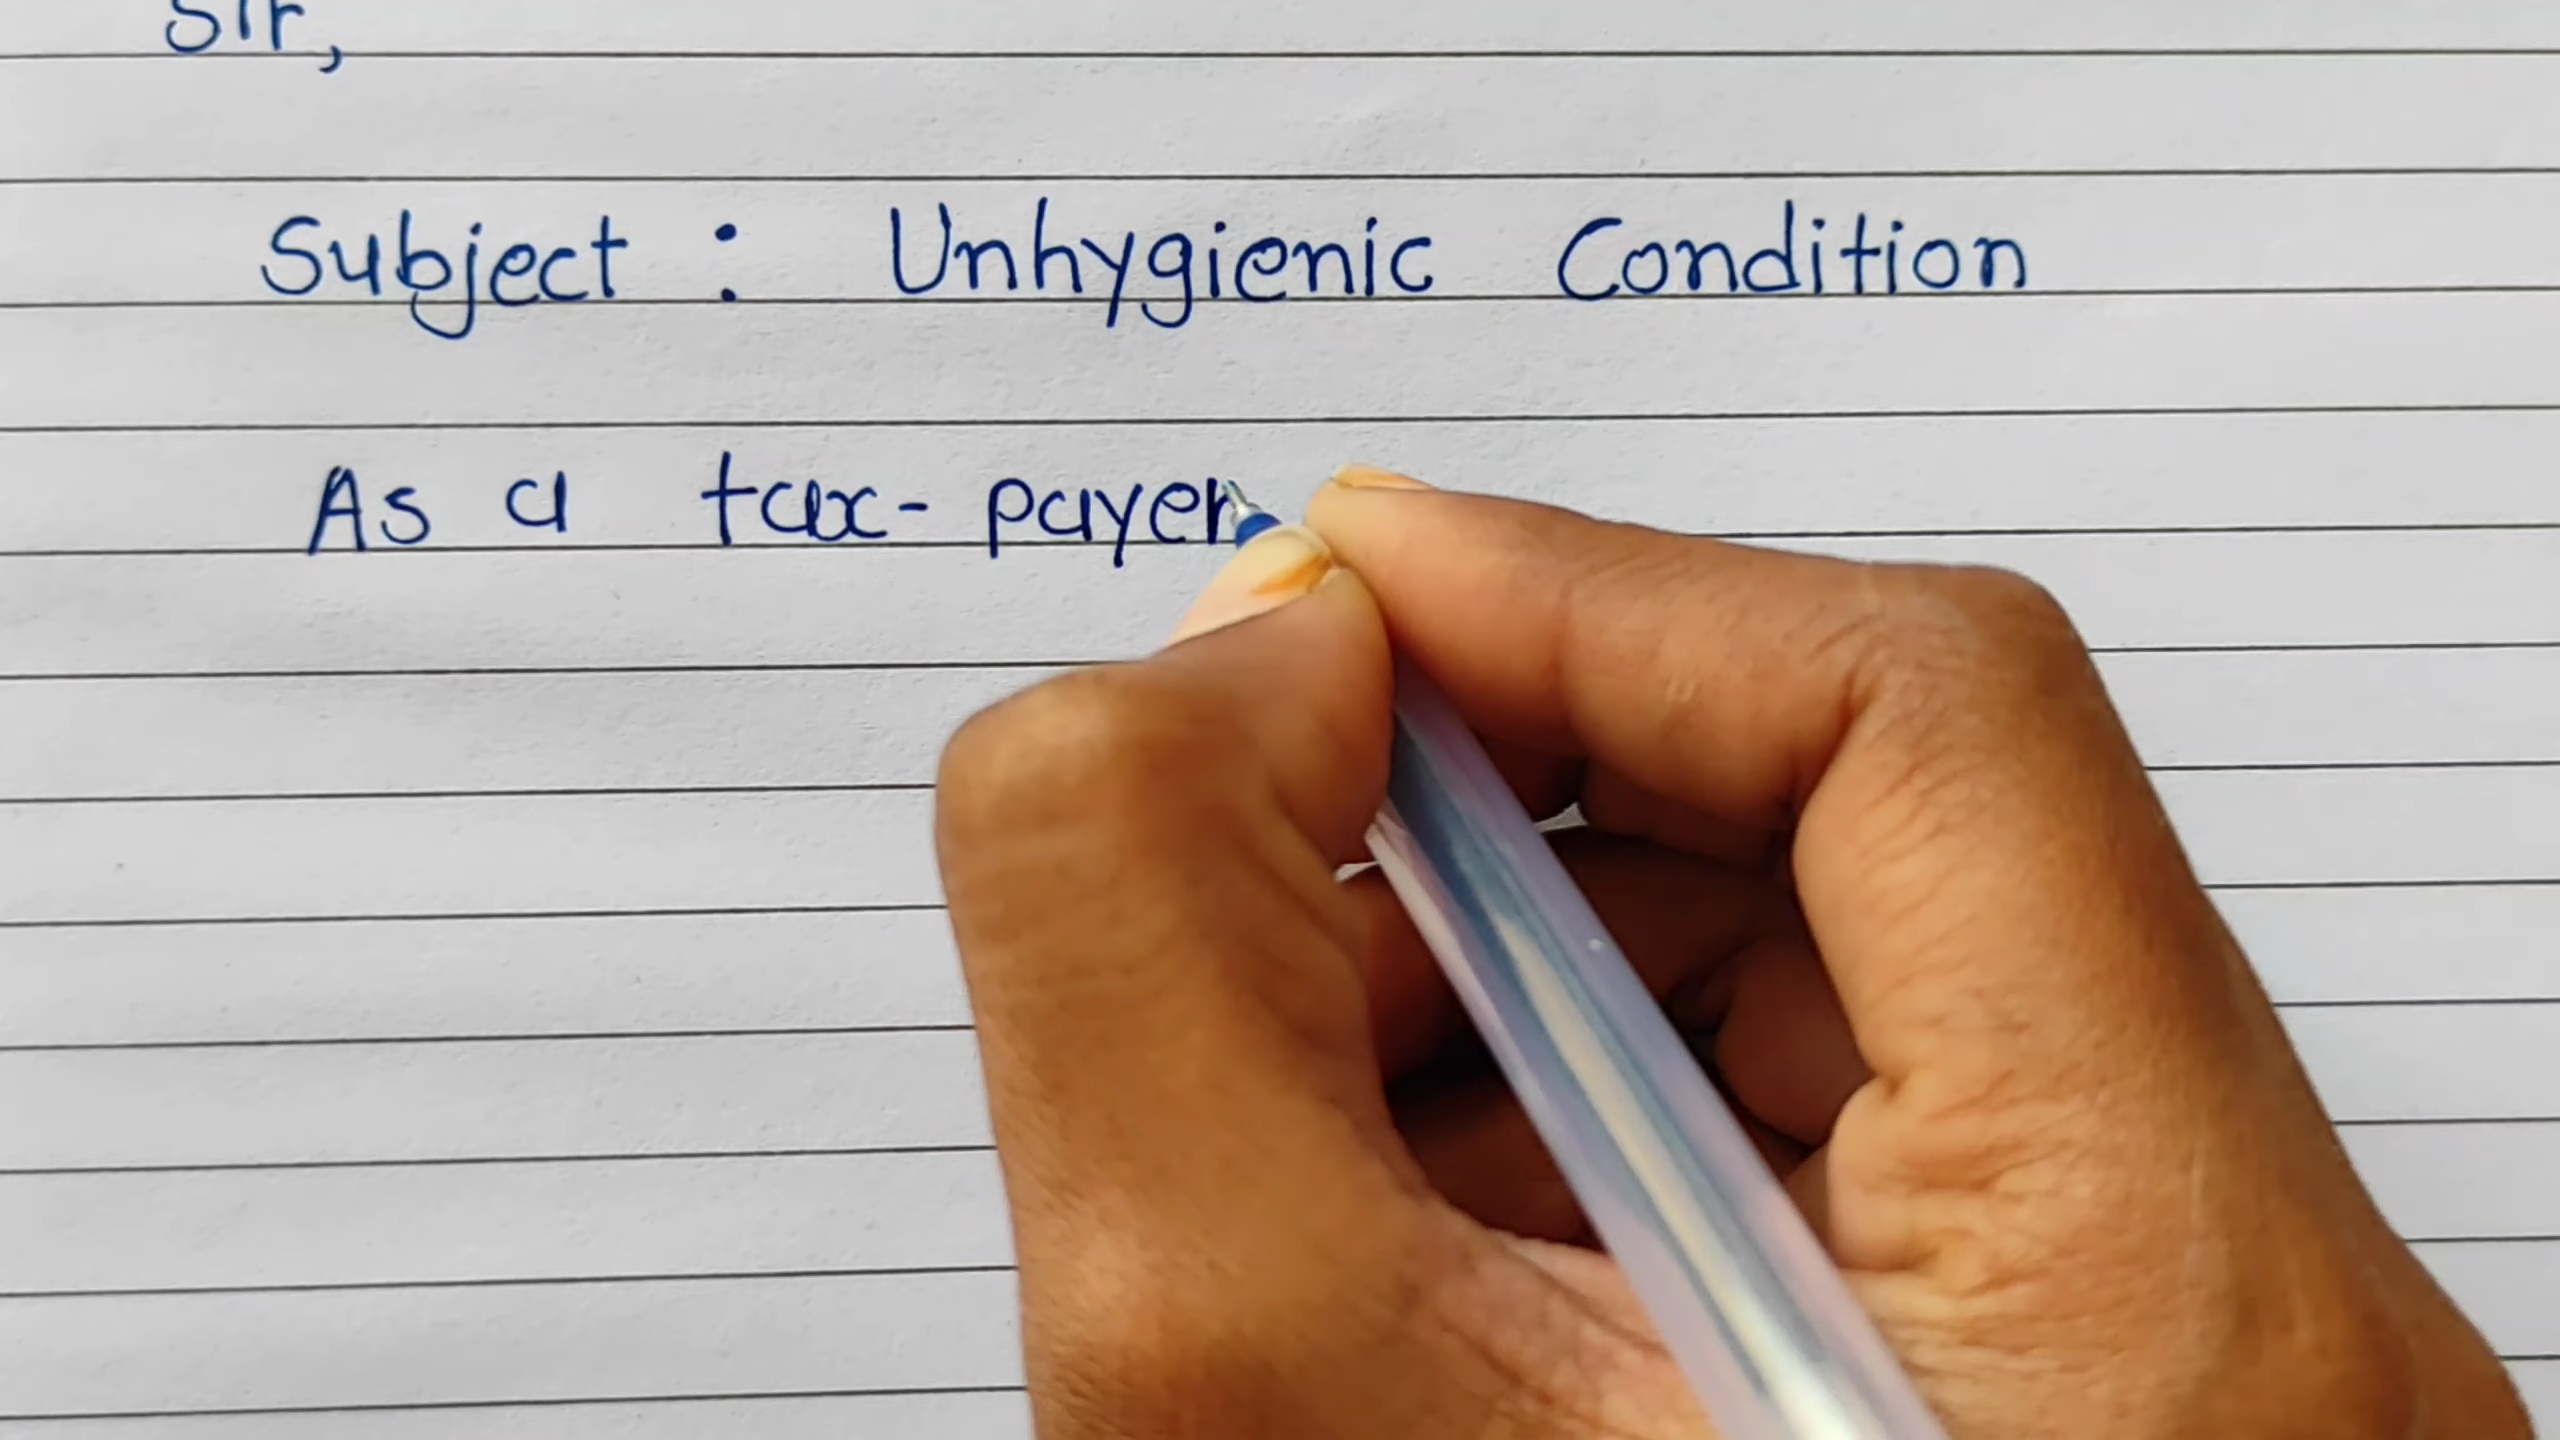 Sir,
Subject : Unhygienic Condition
As a tax- payer